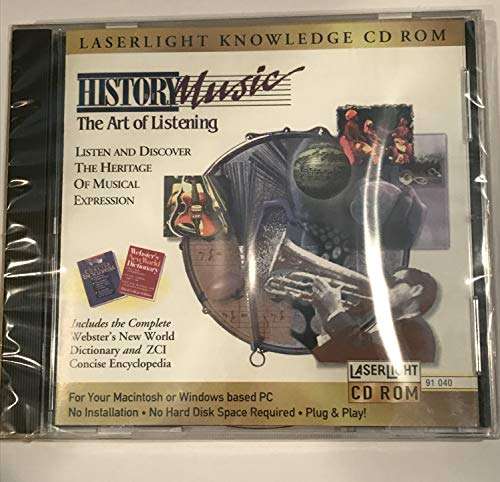 LASERLIGHT KNOWLEDGE CD ROM
HISTORY Music
The Art of Listening
LISTEN AND DISCOVER
THE HERITAGE
OF MUSICAL
EXPRESSION
Webster's
New World
Dictionary
Includes the Complete
Webster's New World
Dictionary and ZCI
Concise Encyclopedia
LASERLIGHT
CD ROM
91 040
For Your Macintosh or Windows based PC
No Installation • No Hard Disk Space Required • Plug & Play!